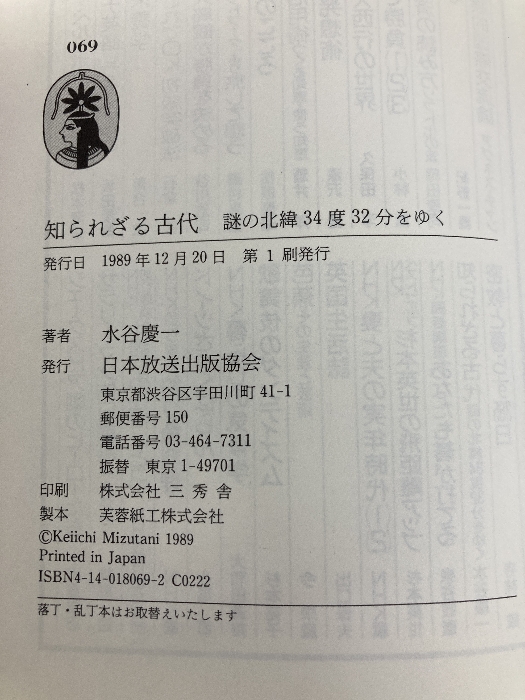 069
知られざる古代 謎の北緯34度32分をゆく
発行日 1989年12月20日 第1刷発行
著者 水谷慶一
発行 日本放送出版協会
東京都渋谷区宇田川町41-1
郵便番号150
電話番号03-464-7311
振替 東京1-49701
印刷 株式会社 三秀舎
製本 芙蓉紙工株式会社
©Keiichi Mizutani 1989
Printed in Japan
ISBN4-14-018069-2 C0222
落丁・乱丁本はお取替えいたします